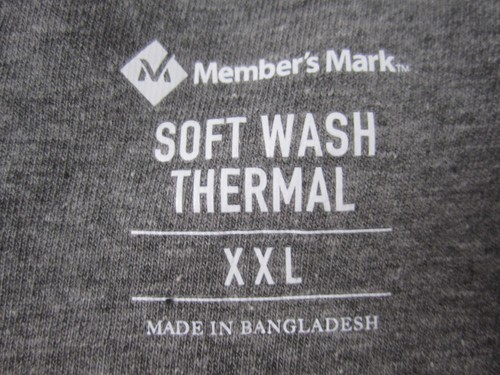 Member's Mark™
SOFT WASH
THERMAL
XXL
MADE IN BANGLADESH